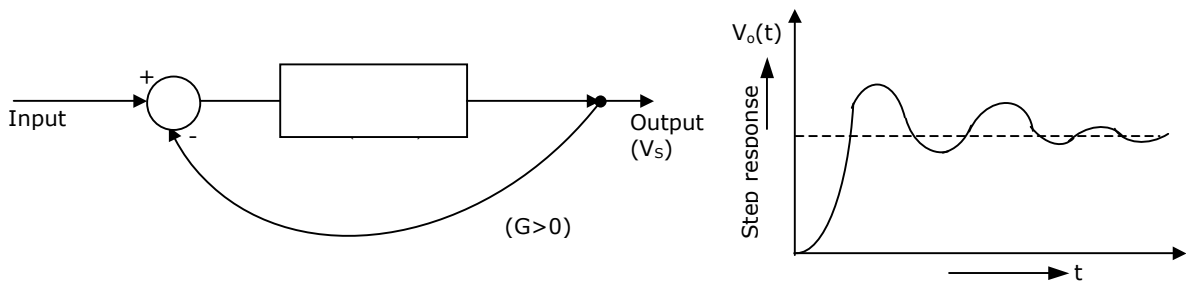 +
-
Input
Output
(Vₛ)
(G>0)
Vₒ(t)
Step response
t